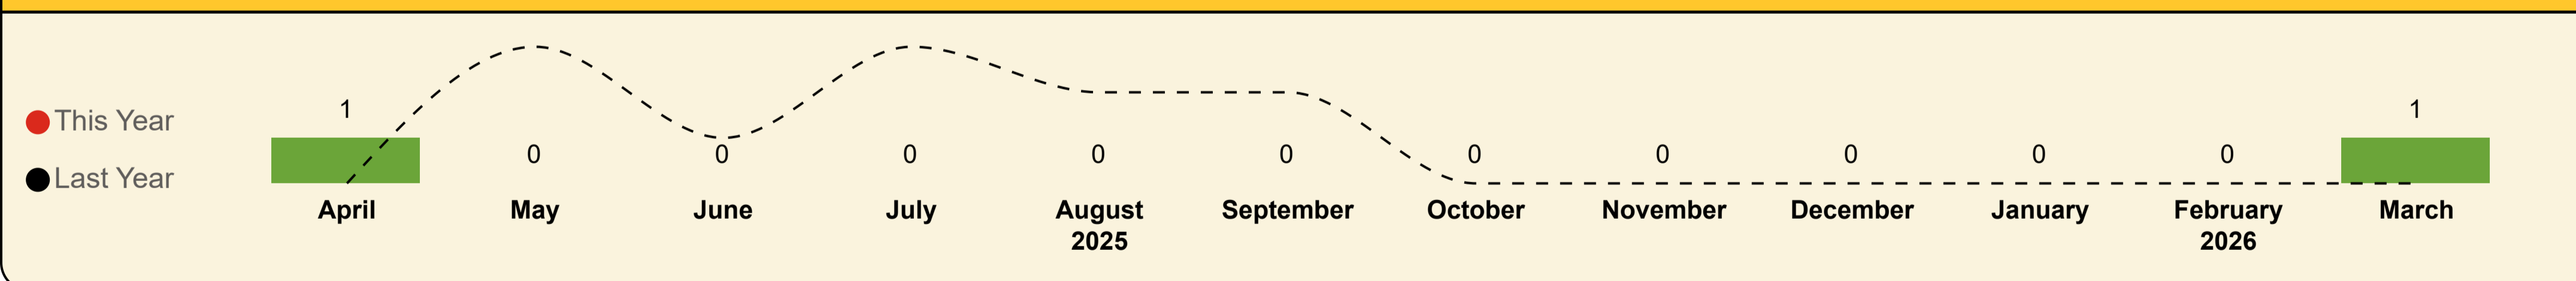 This Year
Last Year
1 0 0 0 0 0 0 0 0 0 0 1
April May June July August September October November December January February March
2025 2026